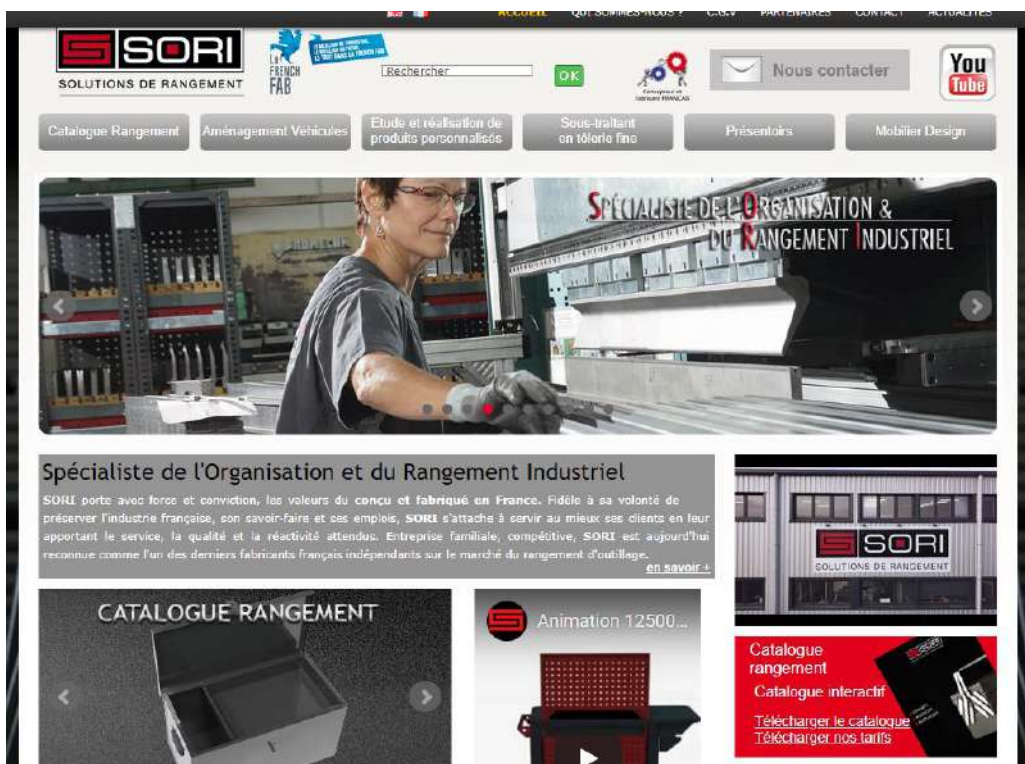 ACCUEIL QUI SOMMES-NOUS ? C.G.V PARTENAIRES CONTACT ACTUALITÉS
SORI
SOLUTIONS DE RANGEMENT
La
FRENCH
FAB
Rechercher
OK
Concepteur et
fabricant FRANÇAIS
Nous contacter
You
Tube
Catalogue Rangement
Aménagement Véhicules
Etude et réalisation de
produits personnalisés
Sous-traitant
en tôlerie fine
Présentoirs
Mobilier Design
SPÉCIALISTE DE L'ORGANISATION &
DU RANGEMENT INDUSTRIEL
Spécialiste de l'Organisation et du Rangement Industriel
SORI porte avec force et conviction, les valeurs du conçu et fabriqué en France. Fidèle à sa volonté de
préserver l'industrie française, son savoir-faire et ses emplois, SORI s'attache à servir au mieux ses clients en leur
apportant le service, la qualité et la réactivité attendus. Entreprise familiale, compétitive, SORI est aujourd'hui
reconnue comme l'un des derniers fabricants français indépendants sur le marché du rangement d'outillage.
en savoir +
SORI
SOLUTIONS DE RANGEMENT
CATALOGUE RANGEMENT
Animation 12500...
Catalogue
rangement
Catalogue interactif
Télécharger le catalogue
Télécharger nos tarifs